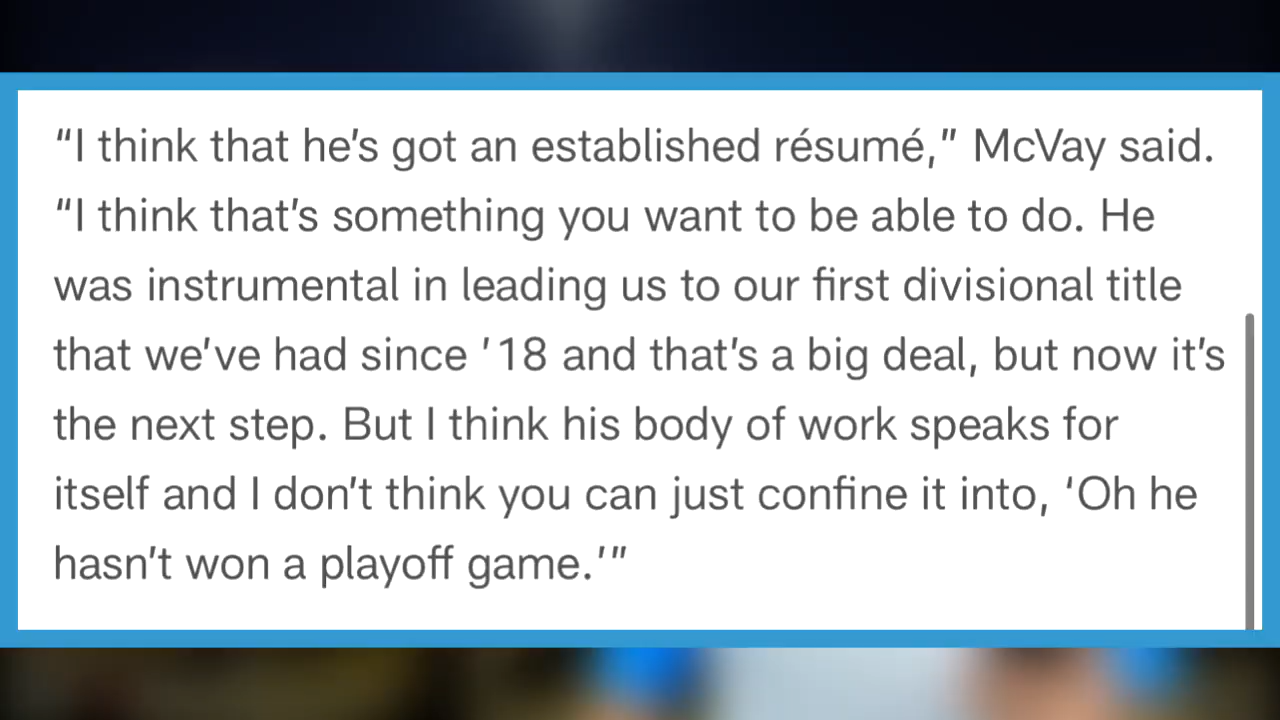 “I think that he’s got an established résumé,” McVay said.
“I think that’s something you want to be able to do. He
was instrumental in leading us to our first divisional title
that we’ve had since ’18 and that’s a big deal, but now it’s
the next step. But I think his body of work speaks for
itself and I don’t think you can just confine it into, ‘Oh he
hasn’t won a playoff game.’”